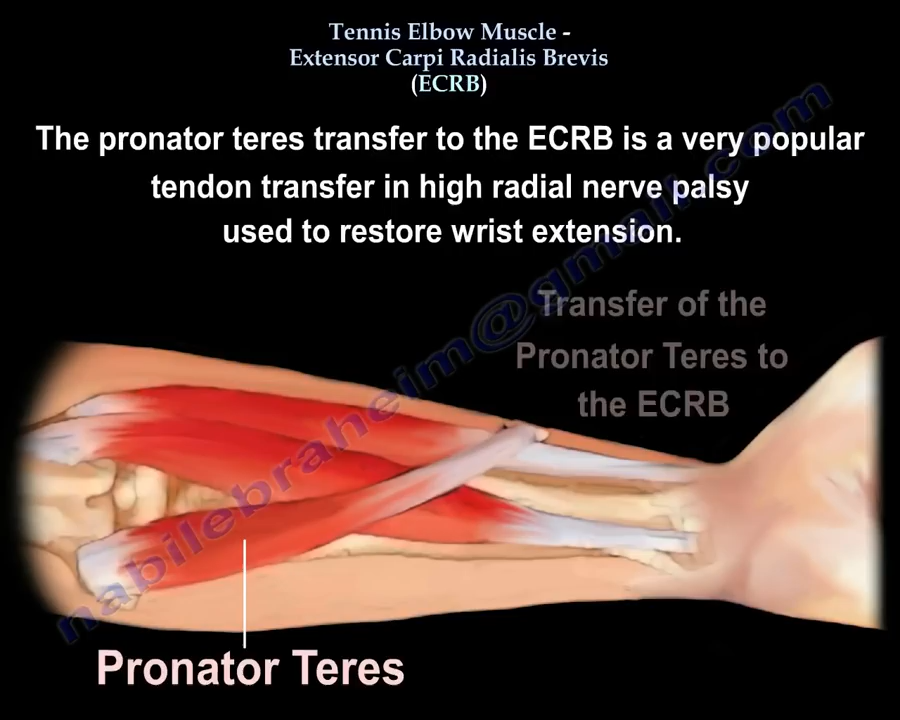 Tennis Elbow Muscle -
Extensor Carpi Radialis Brevis
(ECRB)
The pronator teres transfer to the ECRB is a very popular
tendon transfer in high radial nerve palsy
used to restore wrist extension.
Transfer of the
Pronator Teres to
the ECRB
nabilebraheim@gmail.com
Pronator Teres